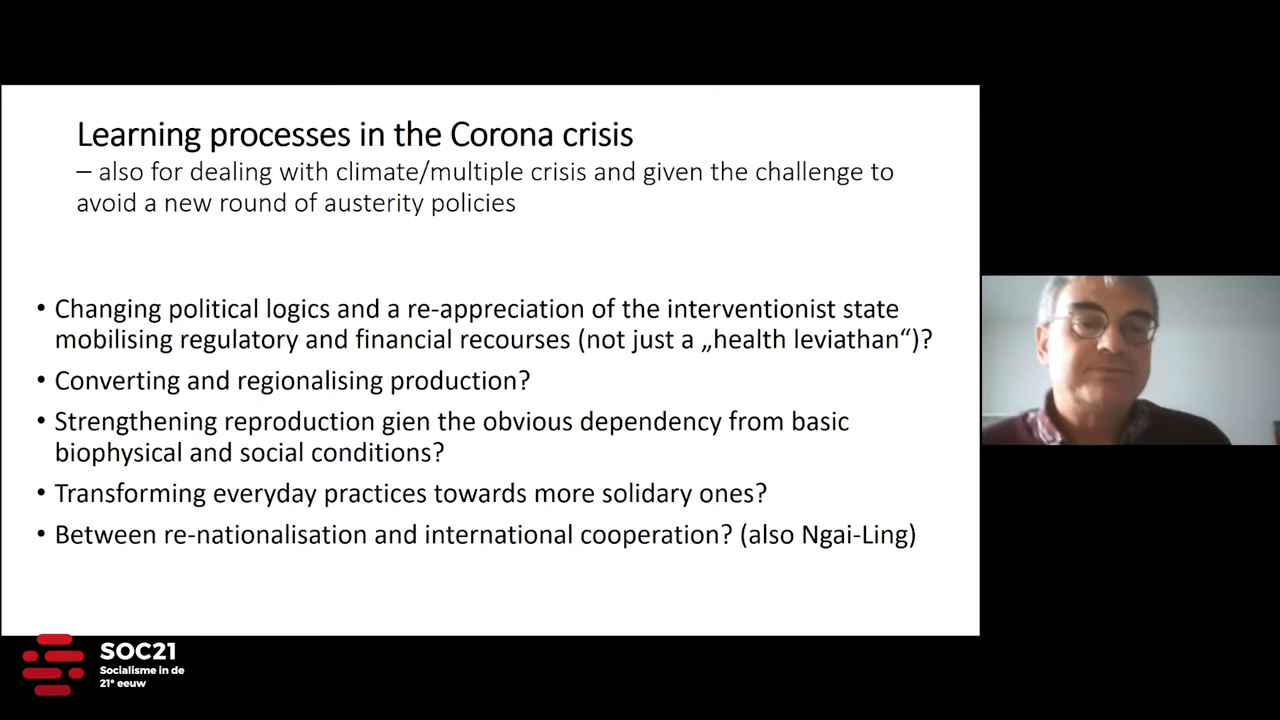 Learning processes in the Corona crisis
– also for dealing with climate/multiple crisis and given the challenge to
avoid a new round of austerity policies
• Changing political logics and a re-appreciation of the interventionist state
mobilising regulatory and financial recourses (not just a „health leviathan“)?
• Converting and regionalising production?
• Strengthening reproduction gien the obvious dependency from basic
biophysical and social conditions?
• Transforming everyday practices towards more solidary ones?
• Between re-nationalisation and international cooperation? (also Ngai-Ling)
SOC21
Socialisme in de
21e eeuw